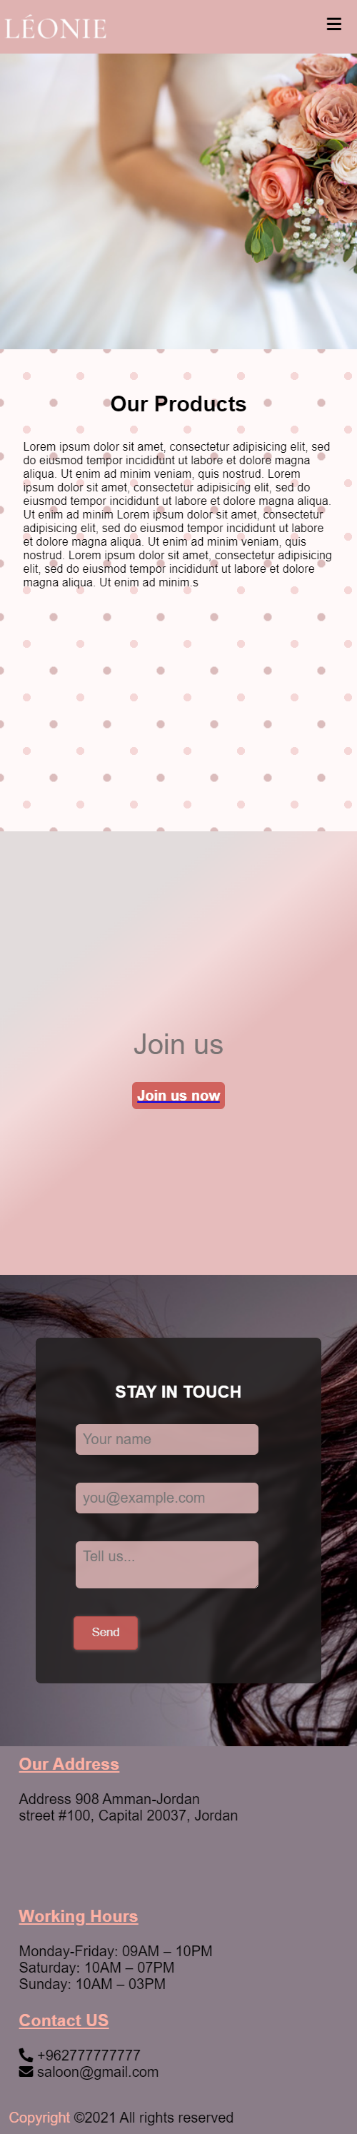 LÉONIE
Our Products
Lorem ipsum dolor sit amet, consectetur adipisicing elit, sed
do eiusmod tempor incididunt ut labore et dolore magna
aliqua. Ut enim ad minim veniam, quis nostrud. Lorem
ipsum dolor sit amet, consectetur adipisicing elit, sed do
eiusmod tempor incididunt ut labore et dolore magna aliqua.
Ut enim ad minim Lorem ipsum dolor sit amet, consectetur
adipisicing elit, sed do eiusmod tempor incididunt ut labore
et dolore magna aliqua. Ut enim ad minim veniam, quis
nostrud. Lorem ipsum dolor sit amet, consectetur adipisicing
elit, sed do eiusmod tempor incididunt ut labore et dolore
magna aliqua. Ut enim ad minim.s
Join us
Join us now
STAY IN TOUCH
Your name
you@example.com
Tell us...
Send
Our Address
Address 908 Amman-Jordan
street #100, Capital 20037, Jordan
Working Hours
Monday-Friday: 09AM – 10PM
Saturday: 10AM – 07PM
Sunday: 10AM – 03PM
Contact US
+962777777777
saloon@gmail.com
Copyright ©2021 All rights reserved